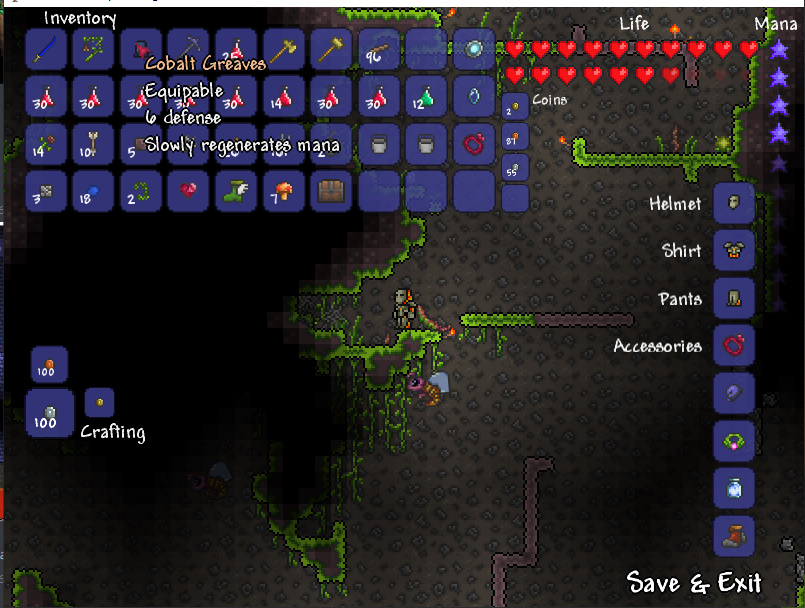 Inventory
Life
Mana
96
Cobalt Greaves
Equipable
6 defense
Slowly regenerates mana
30
30
30
30
14
30
30
12
Coins
2
87
55
14
10
5
3
18
2
7
Helmet
Shirt
Pants
Accessories
100
100
Crafting
Save & Exit